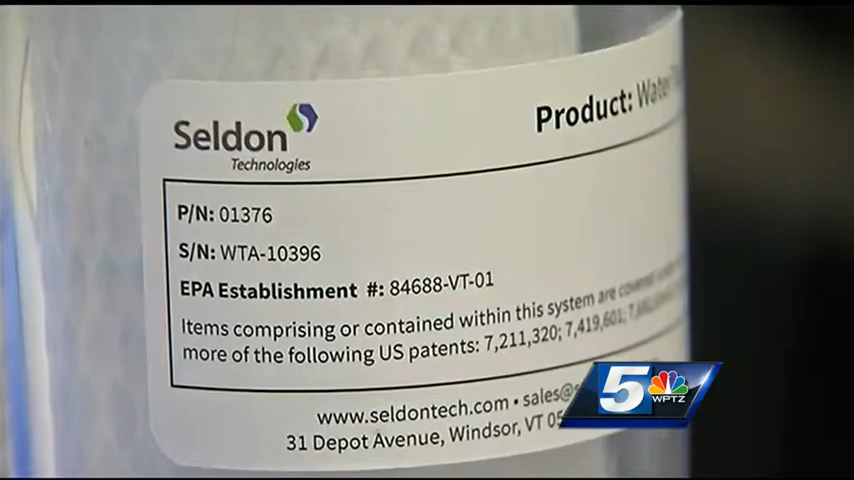 Seldon
Technologies
Product: Water
P/N: 01376
S/N: WTA-10396
EPA Establishment #: 84688-VT-01
Items comprising or contained within this system are covered
more of the following US patents: 7,211,320; 7,419,601;
www.seldontech.com • sales@
31 Depot Avenue, Windsor, VT 05
5
WPTZ